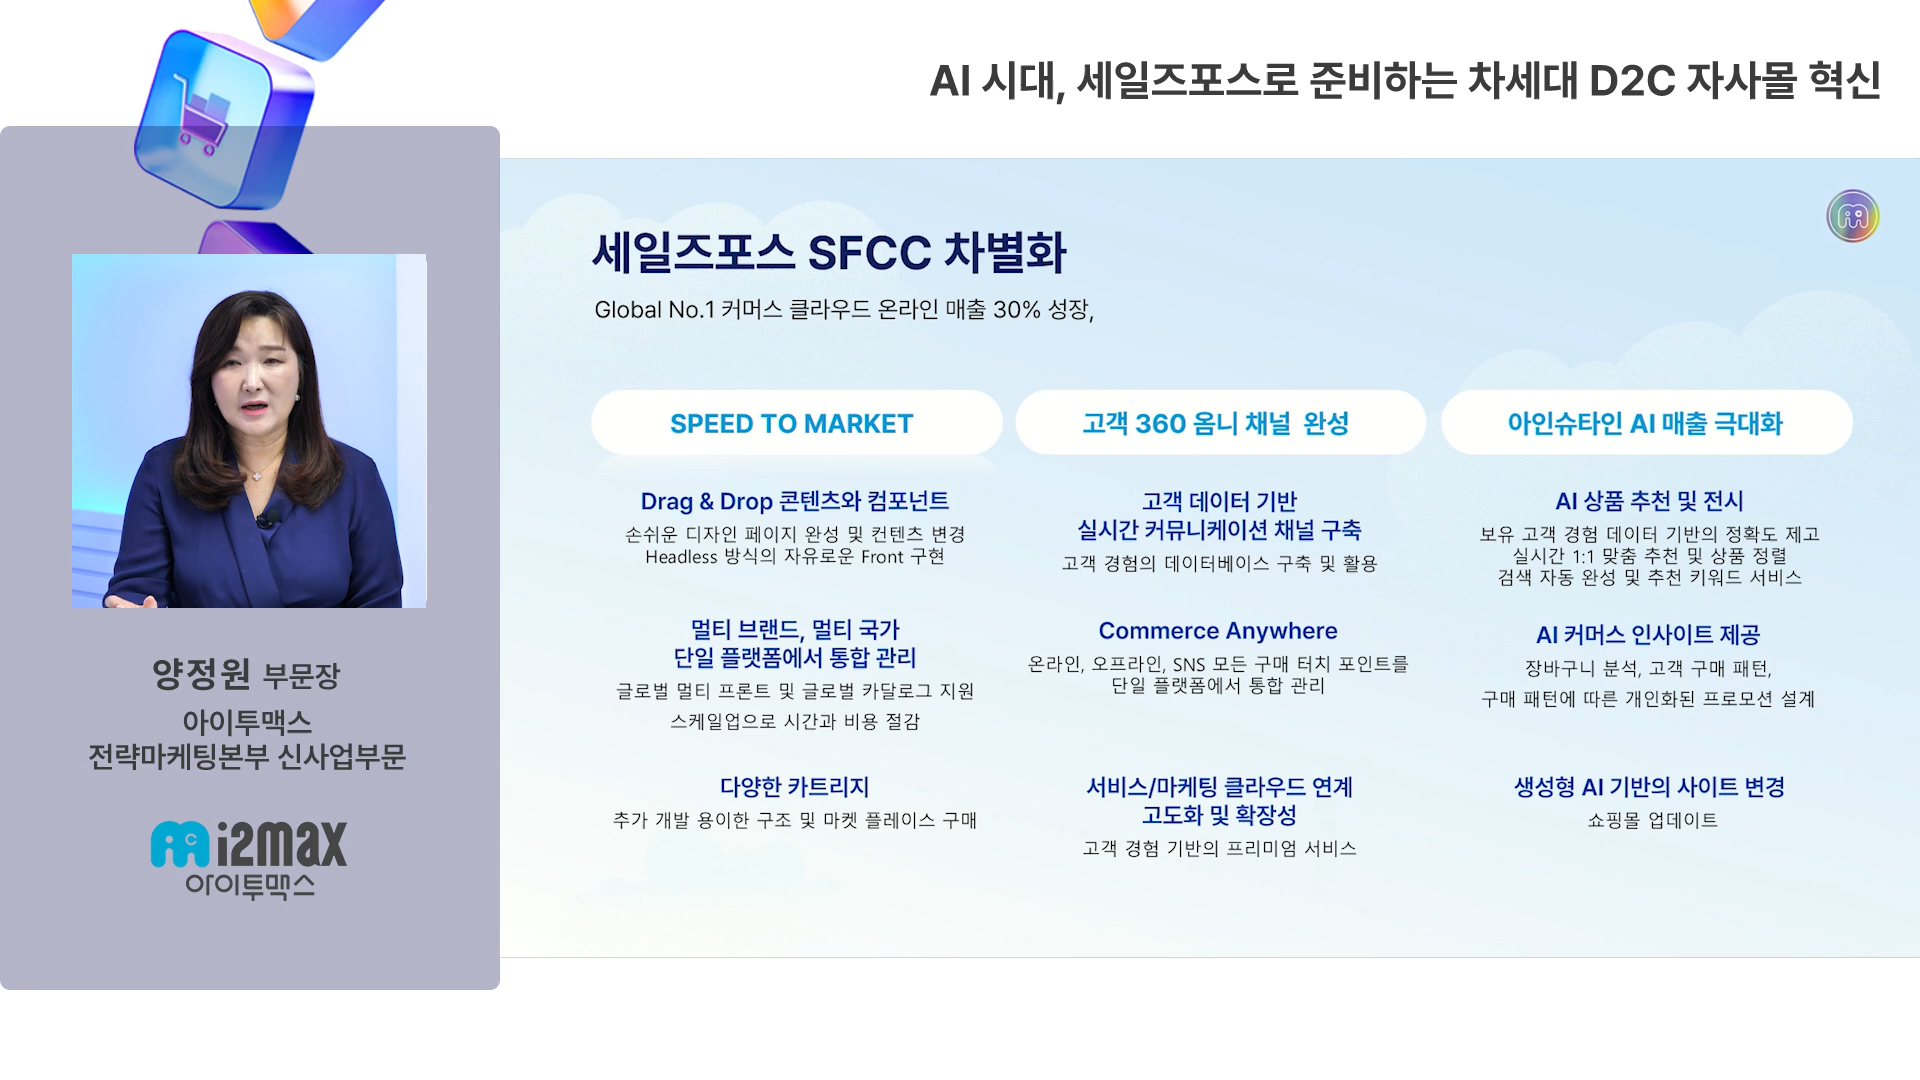 AI 시대, 세일즈포스로 준비하는 차세대 D2C 자사몰 혁신
양정원 부문장
아이투맥스
전략마케팅본부 신사업부문
i2max
아이투맥스
세일즈포스 SFCC 차별화
Global No.1 커머스 클라우드 온라인 매출 30% 성장,
SPEED TO MARKET
Drag & Drop 콘텐츠와 컴포넌트
손쉬운 디자인 페이지 완성 및 컨텐츠 변경
Headless 방식의 자유로운 Front 구현
멀티 브랜드, 멀티 국가
단일 플랫폼에서 통합 관리
글로벌 멀티 프론트 및 글로벌 카달로그 지원
스케일업으로 시간과 비용 절감
다양한 카트리지
추가 개발 용이한 구조 및 마켓 플레이스 구매
고객 360 옴니 채널 완성
고객 데이터 기반
실시간 커뮤니케이션 채널 구축
고객 경험의 데이터베이스 구축 및 활용
Commerce Anywhere
온라인, 오프라인, SNS 모든 구매 터치 포인트를
단일 플랫폼에서 통합 관리
서비스/마케팅 클라우드 연계
고도화 및 확장성
고객 경험 기반의 프리미엄 서비스
아인슈타인 AI 매출 극대화
AI 상품 추천 및 전시
보유 고객 경험 데이터 기반의 정확도 제고
실시간 1:1 맞춤 추천 및 상품 정렬
검색 자동 완성 및 추천 키워드 서비스
AI 커머스 인사이트 제공
장바구니 분석, 고객 구매 패턴,
구매 패턴에 따른 개인화된 프로모션 설계
생성형 AI 기반의 사이트 변경
쇼핑몰 업데이트